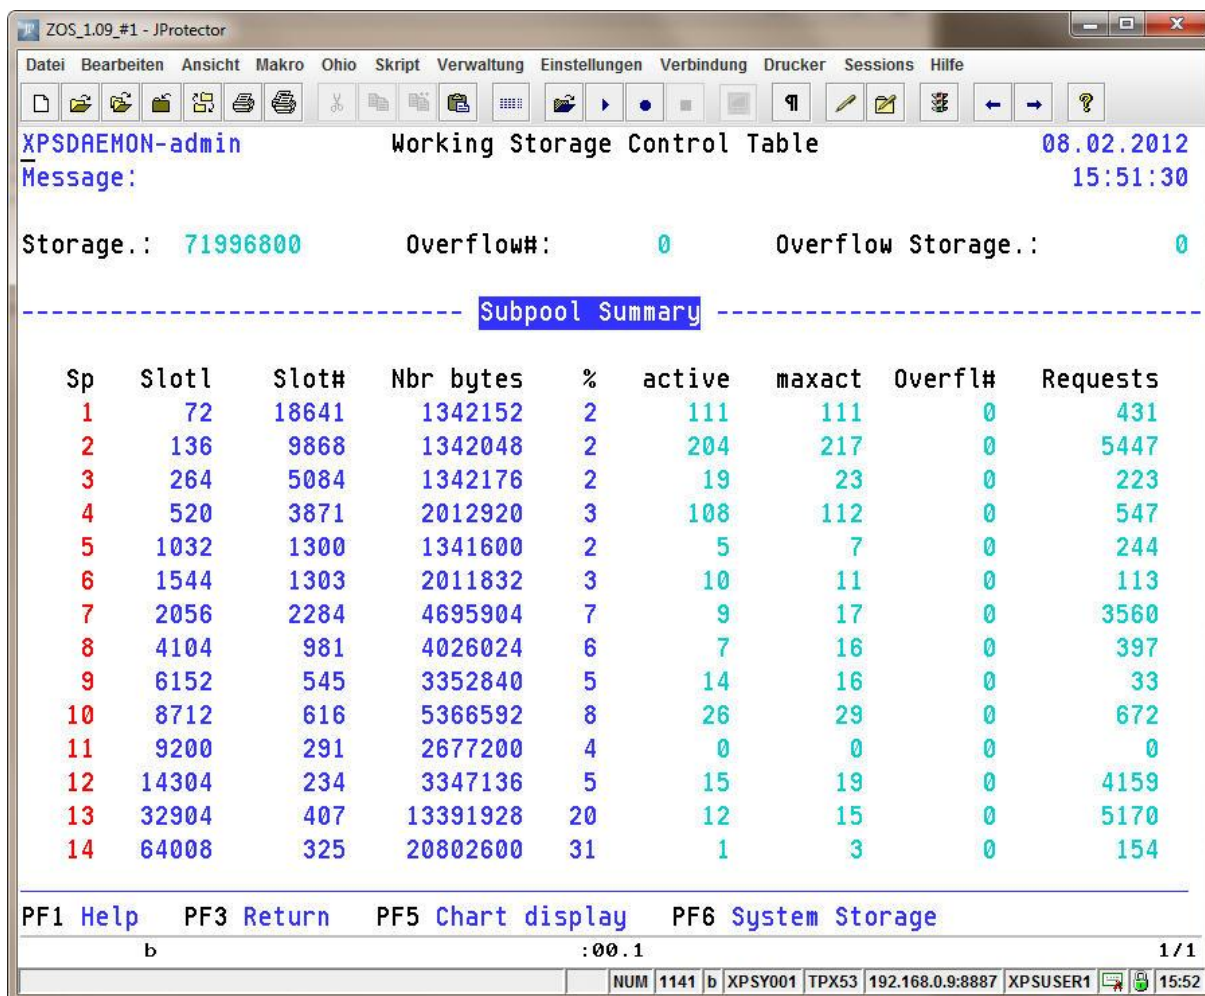 ZOS_1.09_#1 - JProtector
Datei Bearbeiten Ansicht Makro Ohio Skript Verwaltung Einstellungen Verbindung Drucker Sessions Hilfe
XPSDAEMON-admin Working Storage Control Table 08.02.2012
Message: 15:51:30
Storage.: 71996800 Overflow#: 0 Overflow Storage.: 0
Subpool Summary
Sp Slotl Slot# Nbr bytes % active maxact Overfl# Requests
1 72 18641 1342152 2 111 111 0 431
2 136 9868 1342048 2 204 217 0 5447
3 264 5084 1342176 2 19 23 0 223
4 520 3871 2012920 3 108 112 0 547
5 1032 1300 1341600 2 5 7 0 244
6 1544 1303 2011832 3 10 11 0 113
7 2056 2284 4695904 7 9 17 0 3560
8 4104 981 4026024 6 7 16 0 397
9 6152 545 3352840 5 14 16 0 33
10 8712 616 5366592 8 26 29 0 672
11 9200 291 2677200 4 0 0 0 0
12 14304 234 3347136 5 15 19 0 4159
13 32904 407 13391928 20 12 15 0 5170
14 64008 325 20802600 31 1 3 0 154
PF1 Help PF3 Return PF5 Chart display PF6 System Storage
b :00.1 1/1
NUM 1141 b XPSY001 TPX53 192.168.0.9:8887 XPSUSER1 15:52